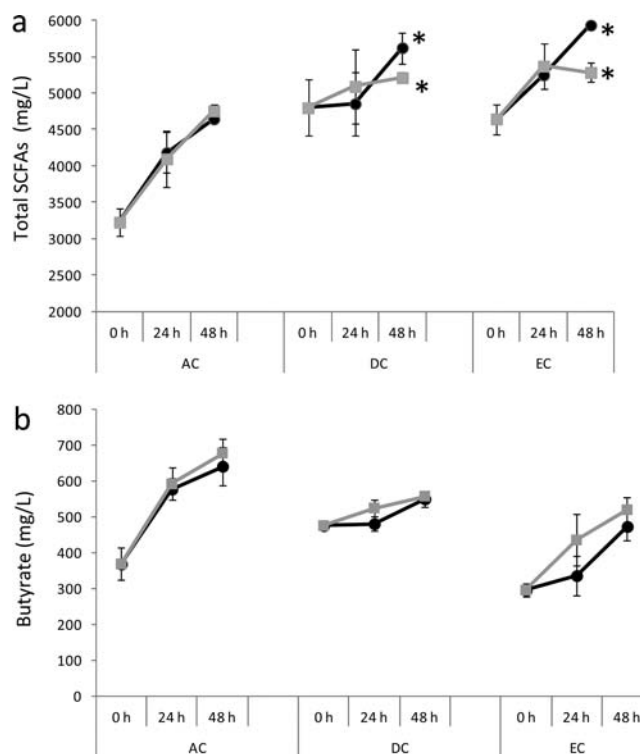 a
Total SCFAs (mg/L)
6000
5500
5000
4500
4000
3500
3000
2500
2000
* * * *
0 h 24 h 48 h 0 h 24 h 48 h 0 h 24 h 48 h
AC DC EC
b
Butyrate (mg/L)
800
700
600
500
400
300
200
100
0
0 h 24 h 48 h 0 h 24 h 48 h 0 h 24 h 48 h
AC DC EC